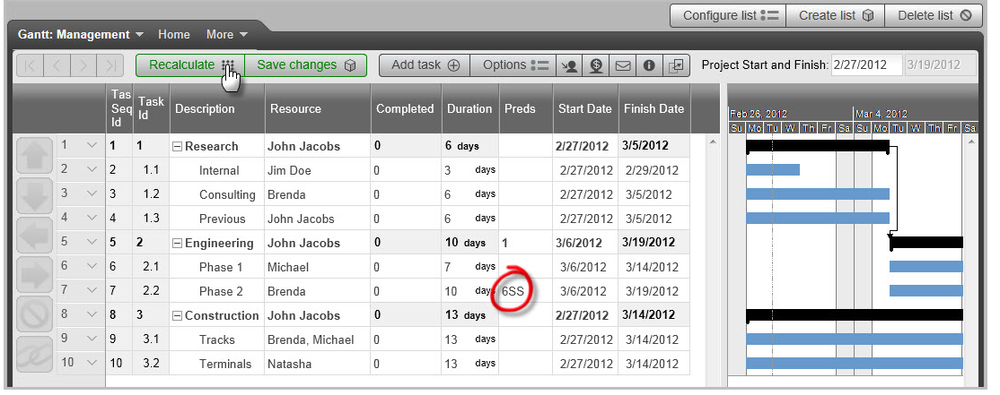 Configure list Create list Delete list
Gantt: Management Home More
Recalculate Save changes Add task Options Project Start and Finish: 2/27/2012 3/19/2012
Tas Seq Id Task Id Description Resource Completed Duration Preds Start Date Finish Date
Feb 26, 2012 Mar 4, 2012
Su Mo Tu W Th Fr Sa Su Mo Tu W Th Fr Sa
1 1 1 Research John Jacobs 0 6 days 2/27/2012 3/5/2012
2 2 1.1 Internal Jim Doe 0 3 days 2/27/2012 2/29/2012
3 3 1.2 Consulting Brenda 0 6 days 2/27/2012 3/5/2012
4 4 1.3 Previous John Jacobs 0 6 days 2/27/2012 3/5/2012
5 5 2 Engineering John Jacobs 0 10 days 1 3/6/2012 3/19/2012
6 6 2.1 Phase 1 Michael 0 7 days 3/6/2012 3/14/2012
7 7 2.2 Phase 2 Brenda 0 10 days 6SS 3/6/2012 3/19/2012
8 8 3 Construction John Jacobs 0 13 days 2/27/2012 3/14/2012
9 9 3.1 Tracks Brenda, Michael 0 13 days 2/27/2012 3/14/2012
10 10 3.2 Terminals Natasha 0 13 days 2/27/2012 3/14/2012